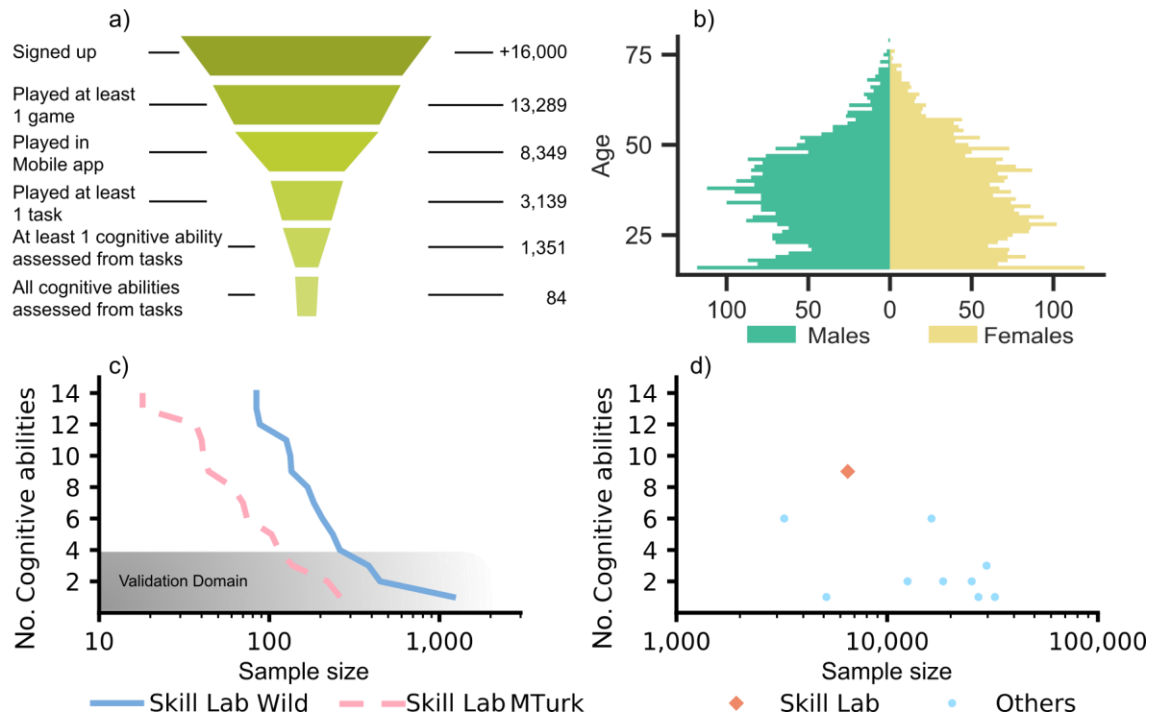 a)
Signed up
+16,000
Played at least
1 game
13,289
Played in
Mobile app
8,349
Played at least
1 task
3,139
At least 1 cognitive ability
assessed from tasks
1,351
All cognitive abilities
assessed from tasks
84
b)
Age
75
50
25
100
50
0
50
100
Males
Females
c)
No. Cognitive abilities
14
12
10
8
6
4
2
Validation Domain
10
100
1,000
Sample size
Skill Lab Wild
Skill Lab MTurk
d)
No. Cognitive abilities
14
12
10
8
6
4
2
1,000
10,000
100,000
Sample size
Skill Lab
Others